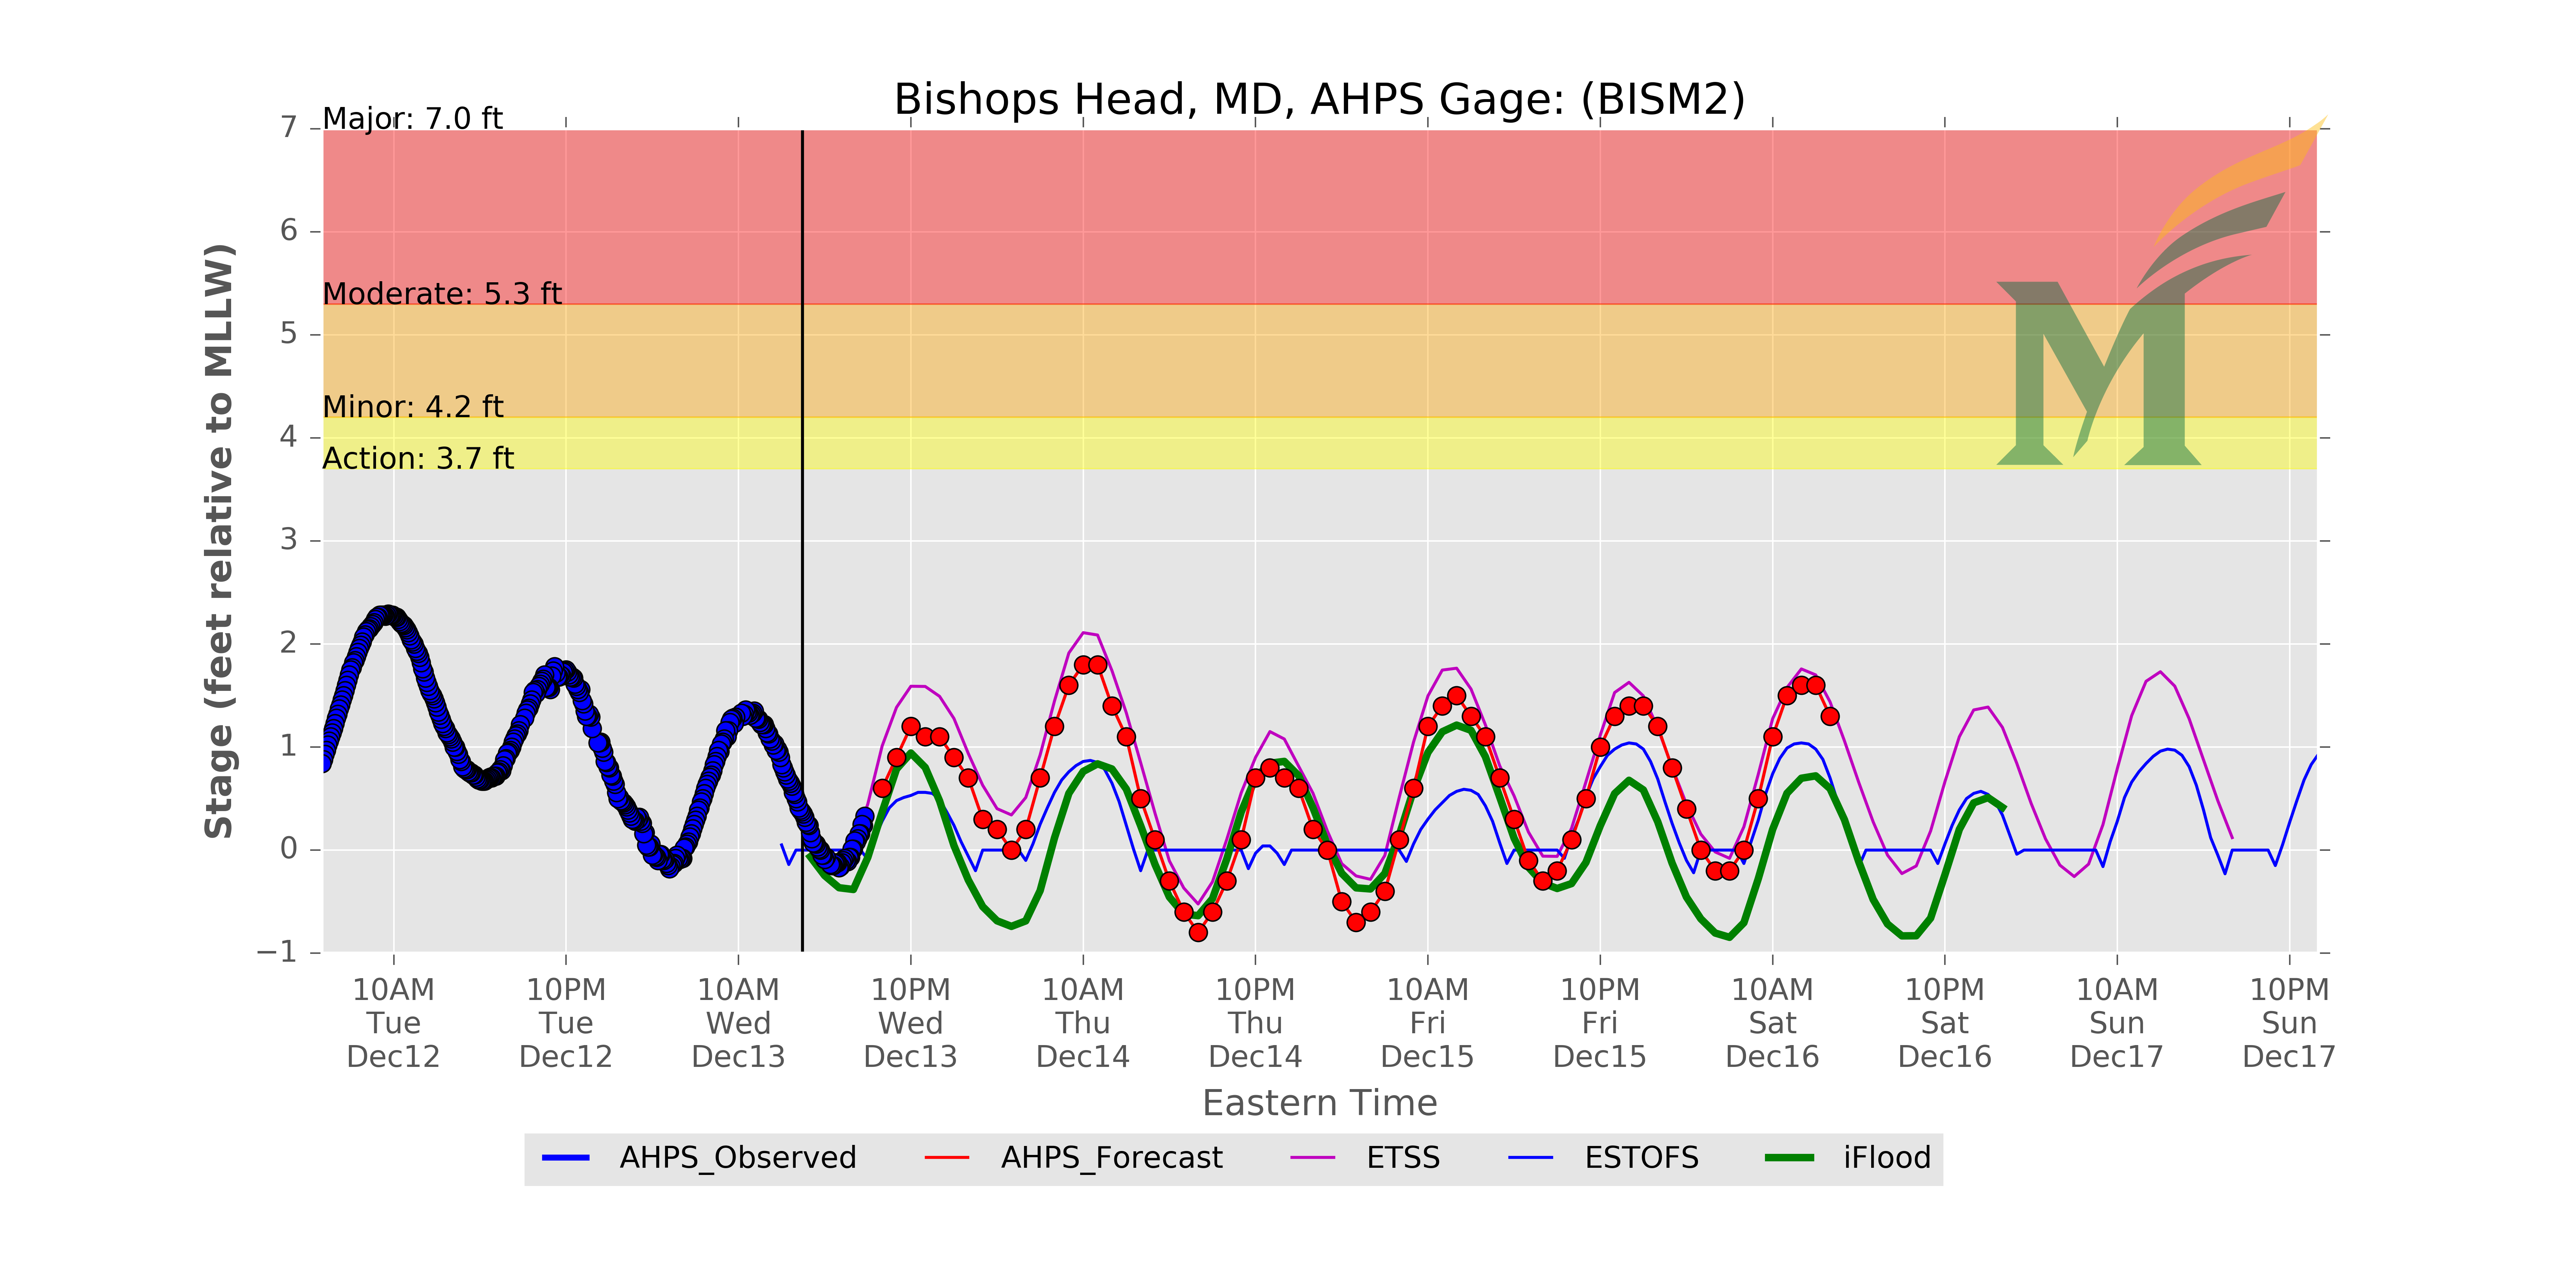 Bishops Head, MD, AHPS Gage: (BISM2)
Major: 7.0 ft
Moderate: 5.3 ft
Minor: 4.2 ft
Action: 3.7 ft
Stage (feet relative to MLLW)
7
6
5
4
3
2
1
0
−1
10AM Tue Dec12
10PM Tue Dec12
10AM Wed Dec13
10PM Wed Dec13
10AM Thu Dec14
10PM Thu Dec14
10AM Fri Dec15
10PM Fri Dec15
10AM Sat Dec16
10PM Sat Dec16
10AM Sun Dec17
10PM Sun Dec17
Eastern Time
AHPS_Observed
AHPS_Forecast
ETSS
ESTOFS
iFlood
M